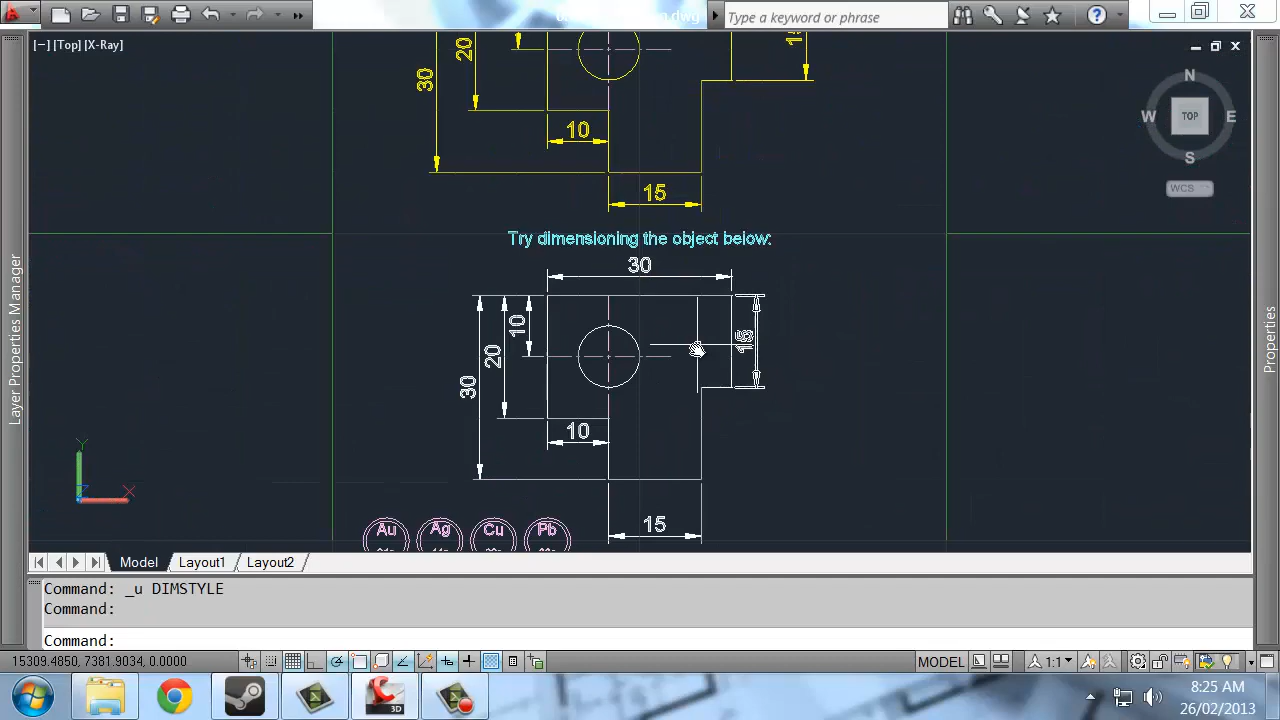 .dwg
Type a keyword or phrase
?
[−] [Top] [X-Ray]
N
W
TOP
E
S
WCS
20
30
10
15
Try dimensioning the object below:
30
10
20
30
10
15
Au
Ag
Cu
Pb
Y
X
Z
Layer Properties Manager
Properties
Model
Layout1
Layout2
Command: _u DIMSTYLE
Command:
Command:
15309.4850, 7381.9034, 0.0000
MODEL
1:1
3D
8:25 AM
26/02/2013